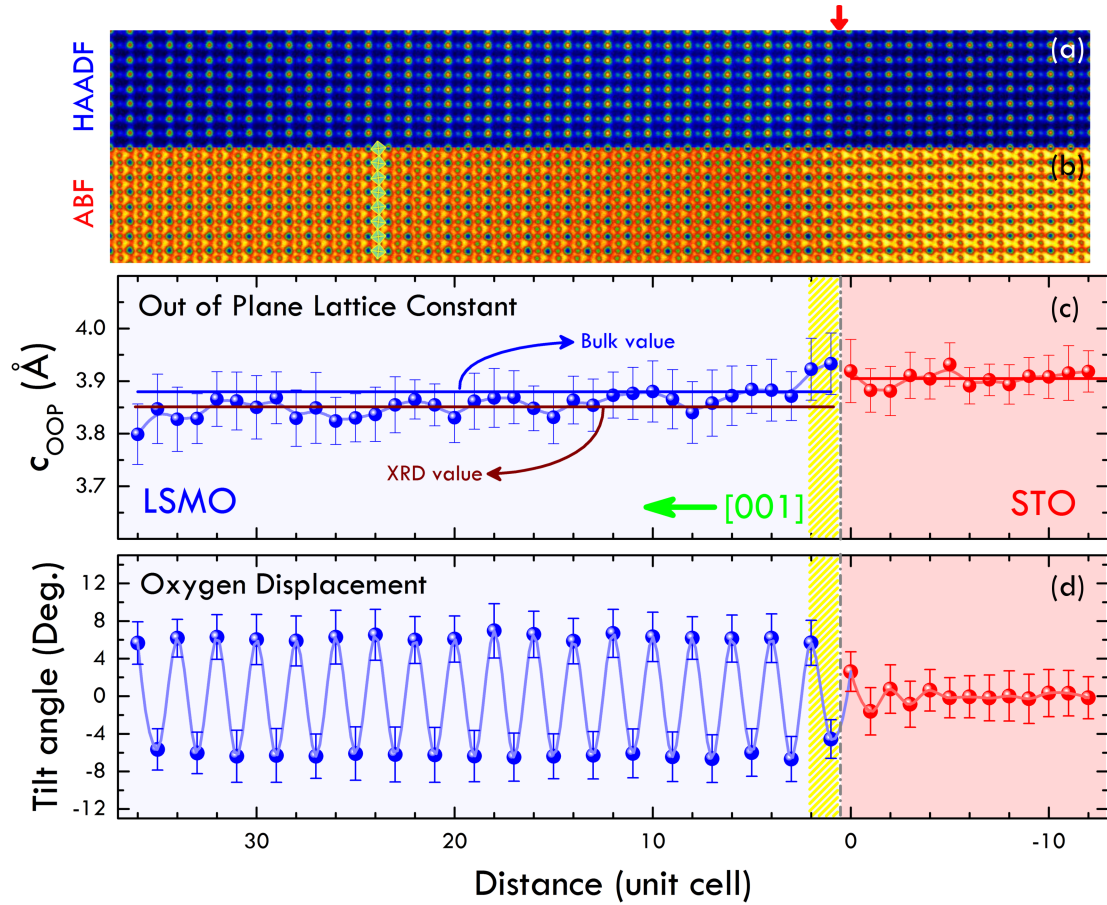 HAADF
(a)
ABF
(b)
Out of Plane Lattice Constant
(c)
Bulk value
XRD value
LSMO
[001]
STO
c_OOP (Å)
4.0
3.9
3.8
3.7
Oxygen Displacement
(d)
Tilt angle (Deg.)
12
8
4
0
-4
-8
-12
30 20 10 0 -10
Distance (unit cell)